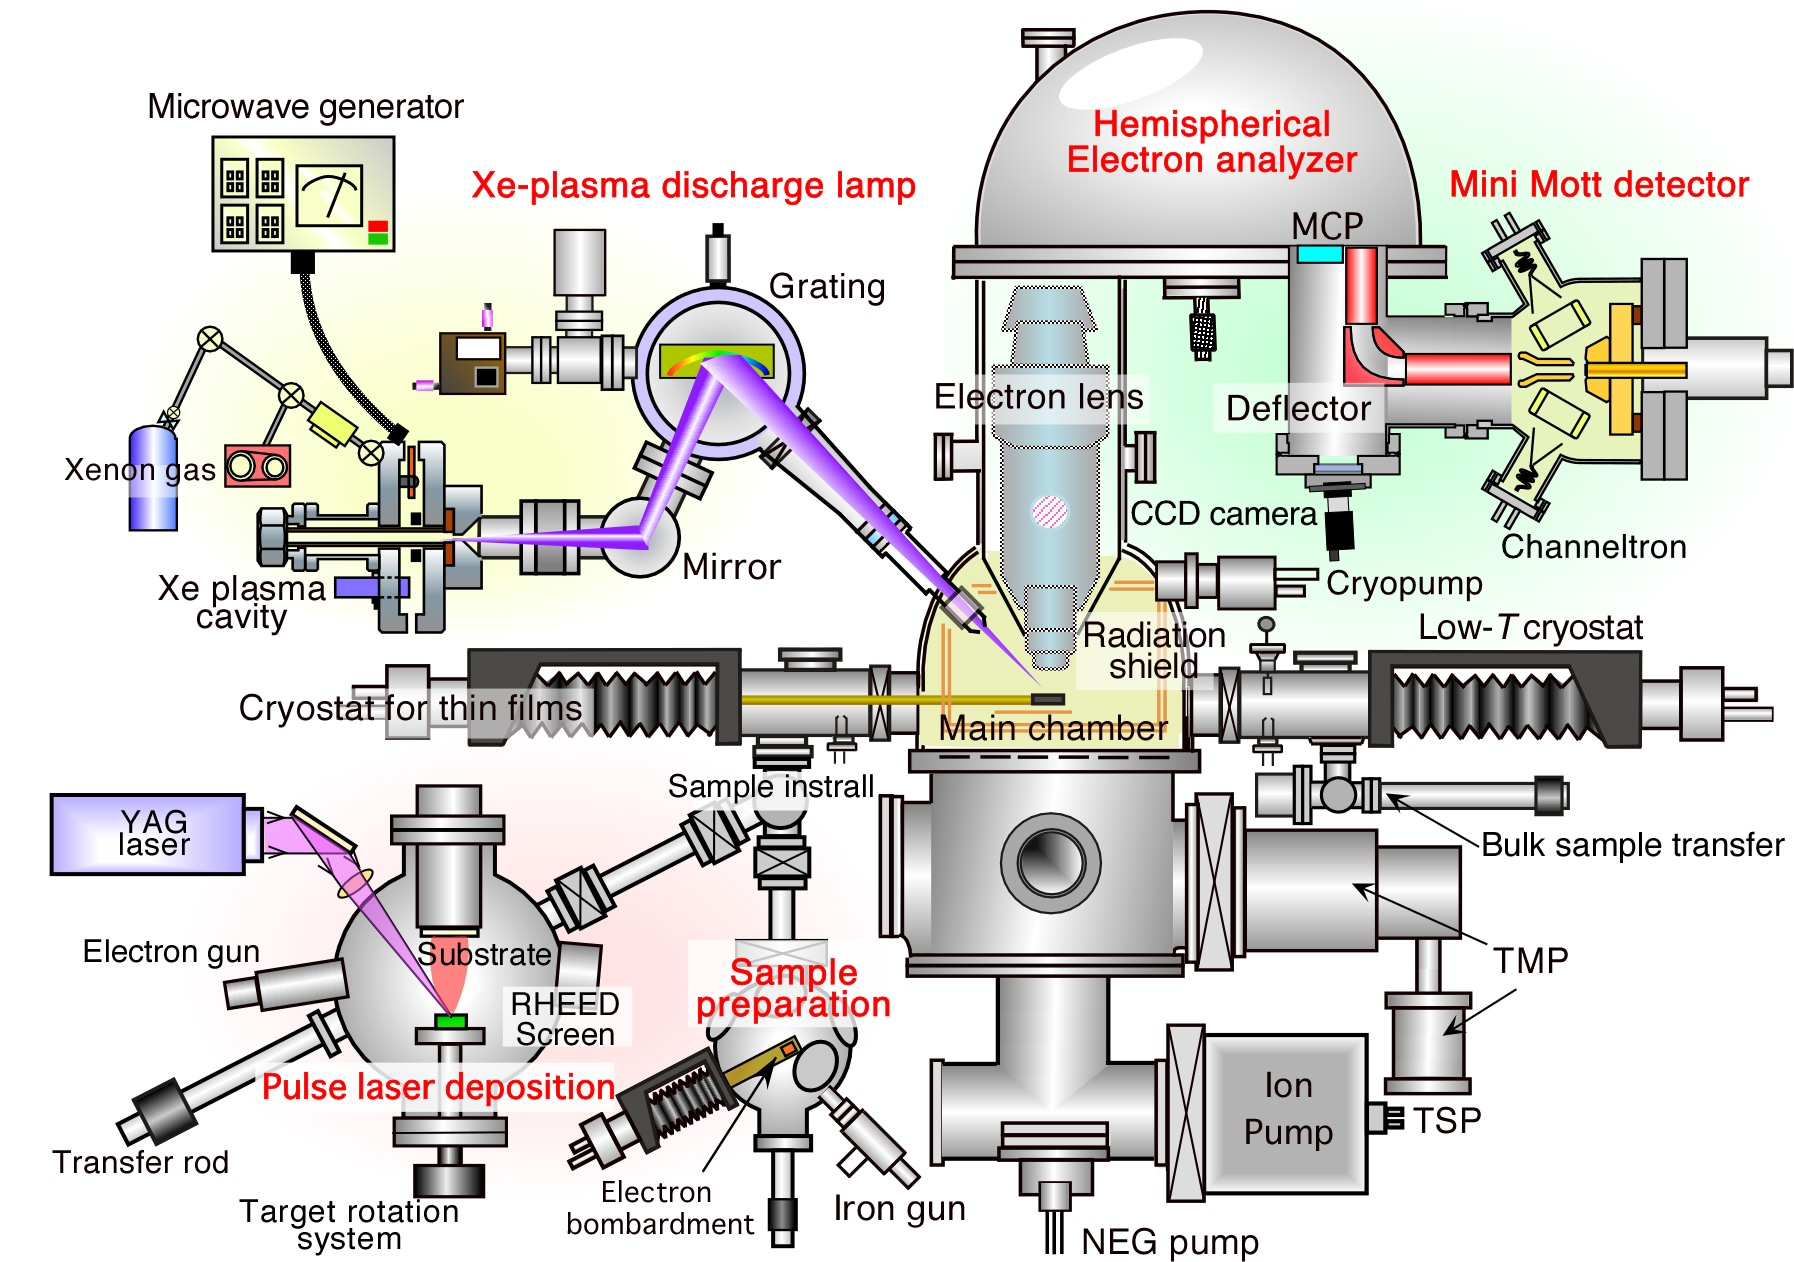 Microwave generator
Xe-plasma discharge lamp
Hemispherical
Electron analyzer
Mini Mott detector
MCP
Grating
Electron lens
Deflector
Xenon gas
CCD camera
Channeltron
Mirror
Cryopump
Xe plasma
cavity
Radiation
shield
Low-T cryostat
Cryostat for thin films
Main chamber
Sample instrall
YAG
laser
Bulk sample transfer
Electron gun
Substrate
Sample
preparation
TMP
RHEED
Screen
Pulse laser deposition
Ion
Pump
TSP
Transfer rod
Electron
bombardment
Iron gun
Target rotation
system
NEG pump